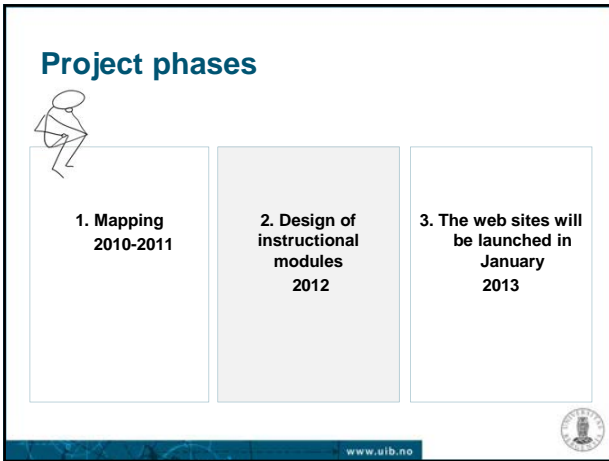 Project phases
1. Mapping
2010-2011
2. Design of
instructional
modules
2012
3. The web sites will
be launched in
January
2013
www.uib.no